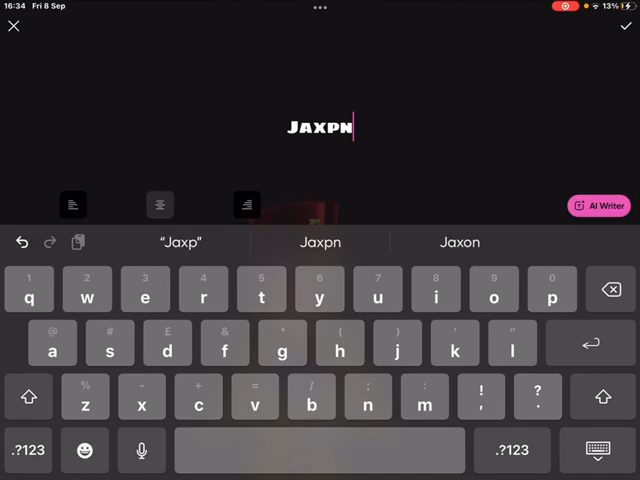 16:34 Fri 8 Sep 13%
Jaxpn
AI Writer
“Jaxp” Jaxpn Jaxon
1 2 3 4 5 6 7 8 9 0
q w e r t y u i o p
@ # £ & * ( ) ' "
a s d f g h j k l
% - + = / ; : ! ?
z x c v b n m , .
.?123 .?123